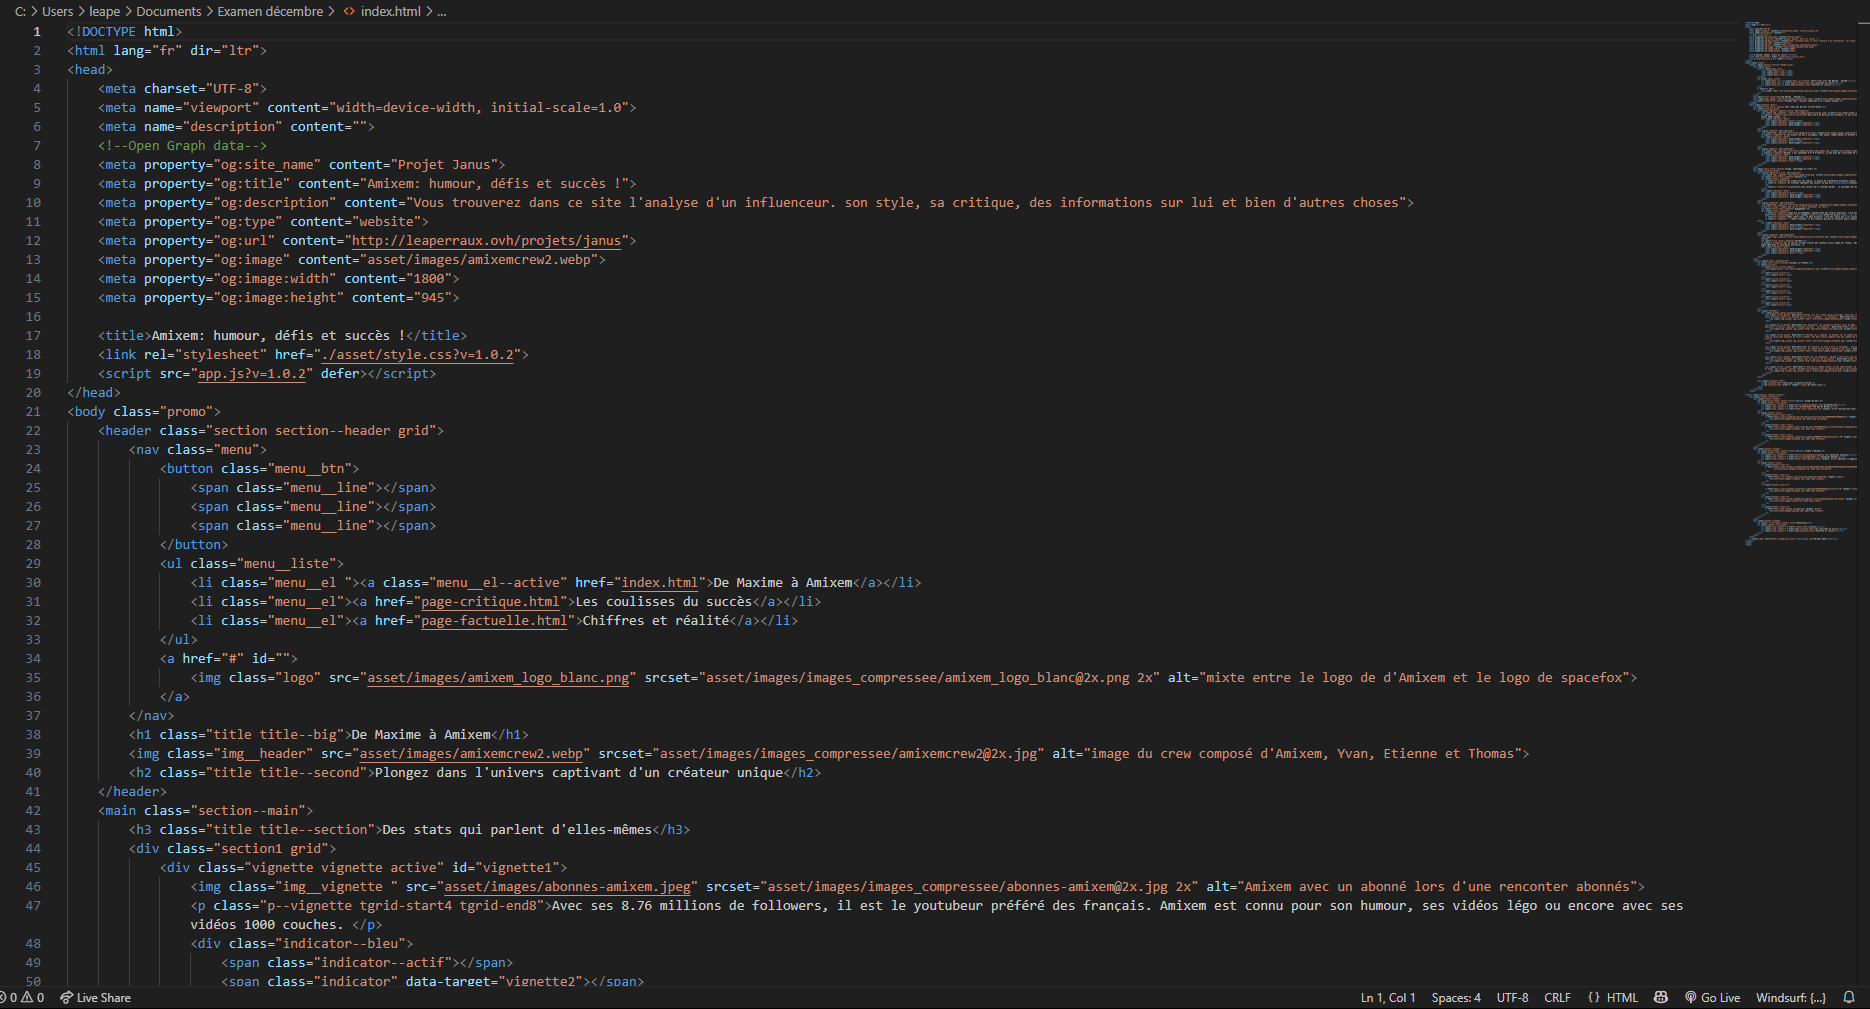 C: > Users > leape > Documents > Examen décembre > <> index.html > ...
1 <!DOCTYPE html>
2 <html lang="fr" dir="ltr">
3 <head>
4 <meta charset="UTF-8">
5 <meta name="viewport" content="width=device-width, initial-scale=1.0">
6 <meta name="description" content="">
7 <!--Open Graph data-->
8 <meta property="og:site_name" content="Projet Janus">
9 <meta property="og:title" content="Amixem: humour, défis et succès !">
10 <meta property="og:description" content="Vous trouverez dans ce site l'analyse d'un influenceur. son style, sa critique, des informations sur lui et bien d'autres choses">
11 <meta property="og:type" content="website">
12 <meta property="og:url" content="http://leaperraux.ovh/projets/janus">
13 <meta property="og:image" content="asset/images/amixemcrew2.webp">
14 <meta property="og:image:width" content="1800">
15 <meta property="og:image:height" content="945">
16
17 <title>Amixem: humour, défis et succès !</title>
18 <link rel="stylesheet" href="./asset/style.css?v=1.0.2">
19 <script src="app.js?v=1.0.2" defer></script>
20 </head>
21 <body class="promo">
22 <header class="section section--header grid">
23 <nav class="menu">
24 <button class="menu__btn">
25 <span class="menu__line"></span>
26 <span class="menu__line"></span>
27 <span class="menu__line"></span>
28 </button>
29 <ul class="menu__liste">
30 <li class="menu__el "><a class="menu__el--active" href="index.html">De Maxime à Amixem</a></li>
31 <li class="menu__el"><a href="page-critique.html">Les coulisses du succès</a></li>
32 <li class="menu__el"><a href="page-factuelle.html">Chiffres et réalité</a></li>
33 </ul>
34 <a href="#" id="">
35 <img class="logo" src="asset/images/amixem_logo_blanc.png" srcset="asset/images/images_compressee/amixem_logo_blanc@2x.png 2x" alt="mixte entre le logo de d'Amixem et le logo de spacefox">
36 </a>
37 </nav>
38 <h1 class="title title--big">De Maxime à Amixem</h1>
39 <img class="img__header" src="asset/images/amixemcrew2.webp" srcset="asset/images/images_compressee/amixemcrew2@2x.jpg" alt="image du crew composé d'Amixem, Yvan, Etienne et Thomas">
40 <h2 class="title title--second">Plongez dans l'univers captivant d'un créateur unique</h2>
41 </header>
42 <main class="section--main">
43 <h3 class="title title--section">Des stats qui parlent d'elles-mêmes</h3>
44 <div class="section1 grid">
45 <div class="vignette vignette active" id="vignette1">
46 <img class="img__vignette " src="asset/images/abonnes-amixem.jpeg" srcset="asset/images/images_compressee/abonnes-amixem@2x.jpg 2x" alt="Amixem avec un abonné lors d'une renconter abonnés">
47 <p class="p--vignette tgrid-start4 tgrid-end8">Avec ses 8.76 millions de followers, il est le youtubeur préféré des français. Amixem est connu pour son humour, ses vidéos légo ou encore avec ses
vidéos 1000 couches. </p>
48 <div class="indicator--bleu">
49 <span class="indicator--actif"></span>
50 <span class="indicator" data-target="vignette2"></span>
0 0 Live Share Ln 1, Col 1 Spaces: 4 UTF-8 CRLF {} HTML Go Live Windsurf: {...}